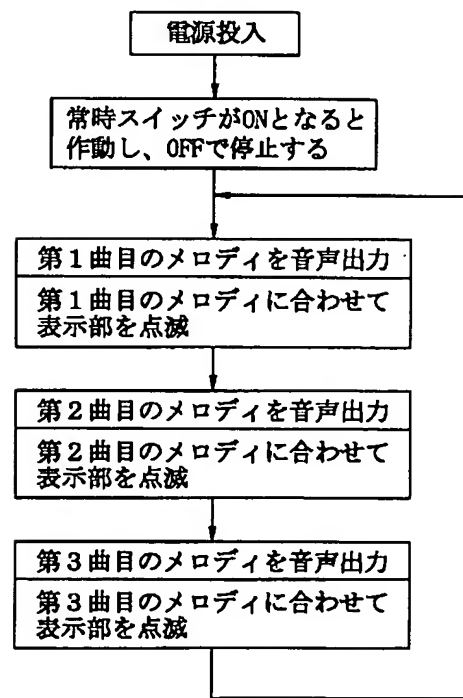 電源投入
常時スイッチがONとなると
作動し、OFFで停止する
第1曲目のメロディを音声出力
第1曲目のメロディに合わせて
表示部を点滅
第2曲目のメロディを音声出力
第2曲目のメロディに合わせて
表示部を点滅
第3曲目のメロディを音声出力
第3曲目のメロディに合わせて
表示部を点滅